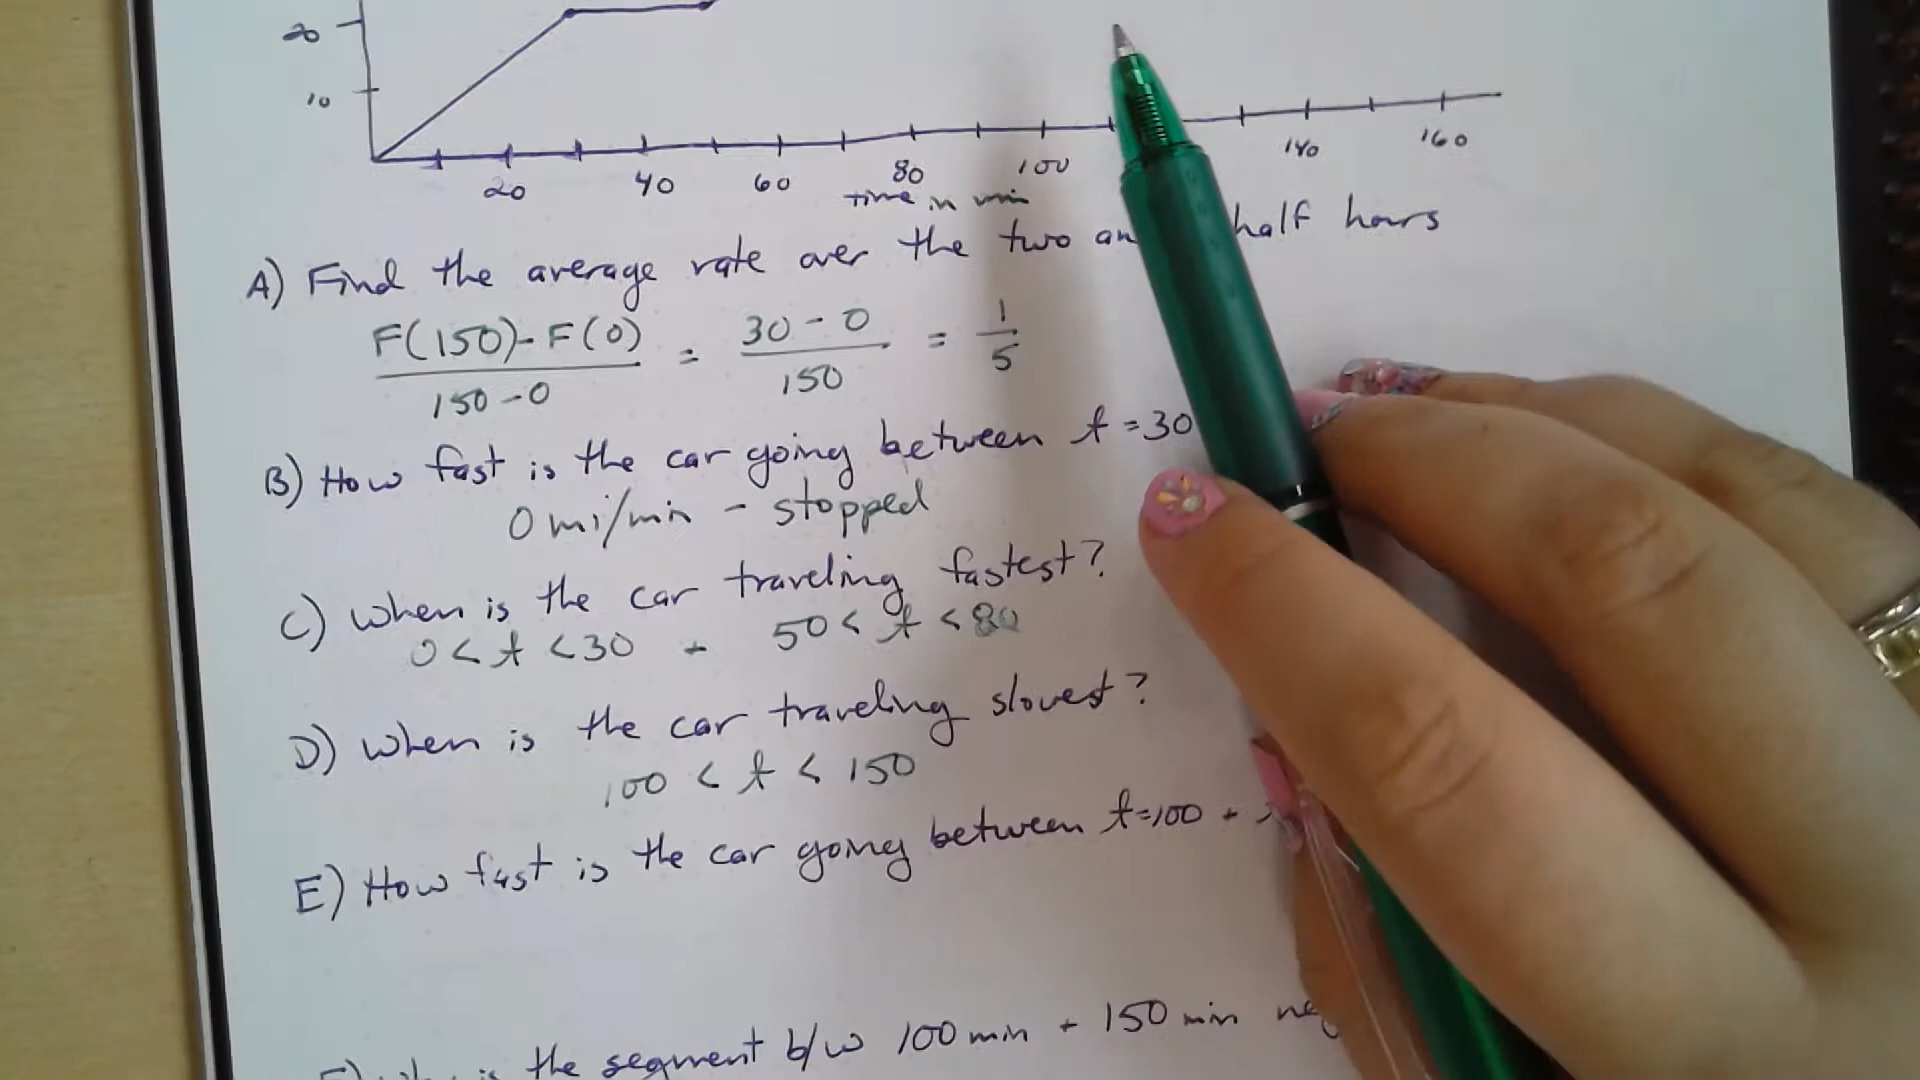 20
10
20 40 60 80 100 140 160
time in min
A) Find the average rate over the two an half hours
F(150)-F(0) / 150-0 = 30-0 / 150 = 1/5
B) How fast is the car going between t=30
0 mi/min - stopped
C) When is the car traveling fastest?
0 < t < 30 + 50 < t < 80
D) When is the car traveling slowest?
100 < t < 150
E) How fast is the car going between t=100 +
is the segment b/w 100 min + 150 min neg